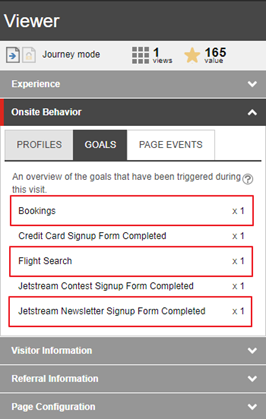 Viewer
Journey mode
1
views
165
value
Experience
Onsite Behavior
PROFILES GOALS PAGE EVENTS
An overview of the goals that have been triggered during
this visit.
?
Bookings x 1
Credit Card Signup Form Completed x 1
Flight Search x 1
Jetstream Contest Signup Form Completed x 1
Jetstream Newsletter Signup Form Completed x 1
Visitor Information
Referral Information
Page Configuration